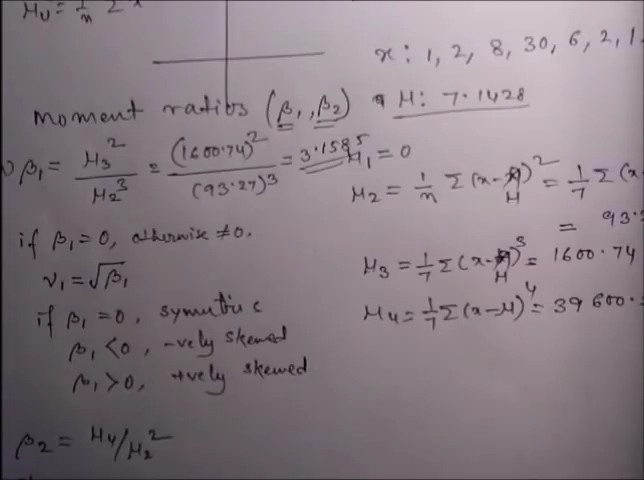 μ_r = 1/n Σ x
x : 1, 2, 8, 30, 6, 2, 1.
moment ratios (β₁, β₂)
μ : 7.1428
β₁ = μ₃² / μ₂³ = (1600.74)² / (93.27)³ = 3.1585
if β₁ = 0, otherwise ≠ 0.
γ₁ = √β₁
if β₁ = 0, symmetric
β₁ < 0, -vely skewed
β₁ > 0, +vely skewed
β₂ = μ₄/μ₂²
μ₁ = 0
μ₂ = 1/n Σ (x-μ)² = 1/7 Σ (x-
= 93.
μ₃ = 1/7 Σ (x-μ)³ = 1600.74
μ₄ = 1/7 Σ (x-μ)⁴ = 39600.